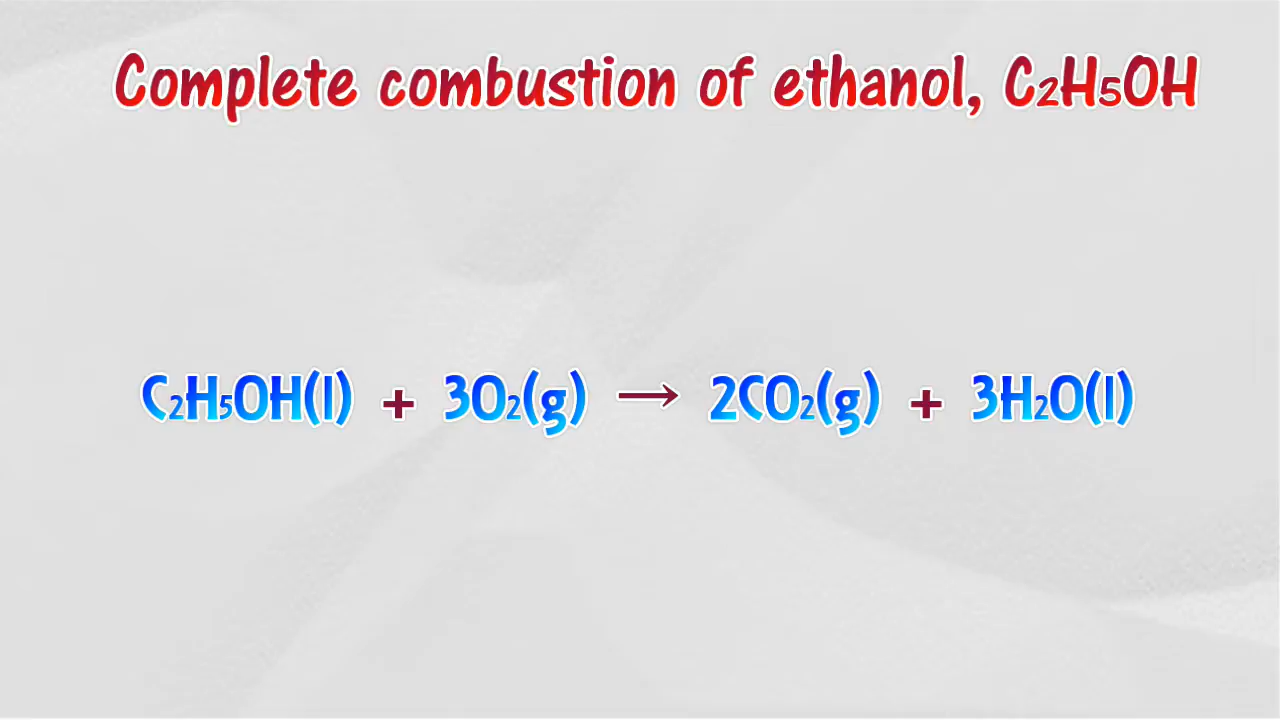 Complete combustion of ethanol, C₂H₅OH
C₂H₅OH(l) + 3O₂(g) → 2CO₂(g) + 3H₂O(l)